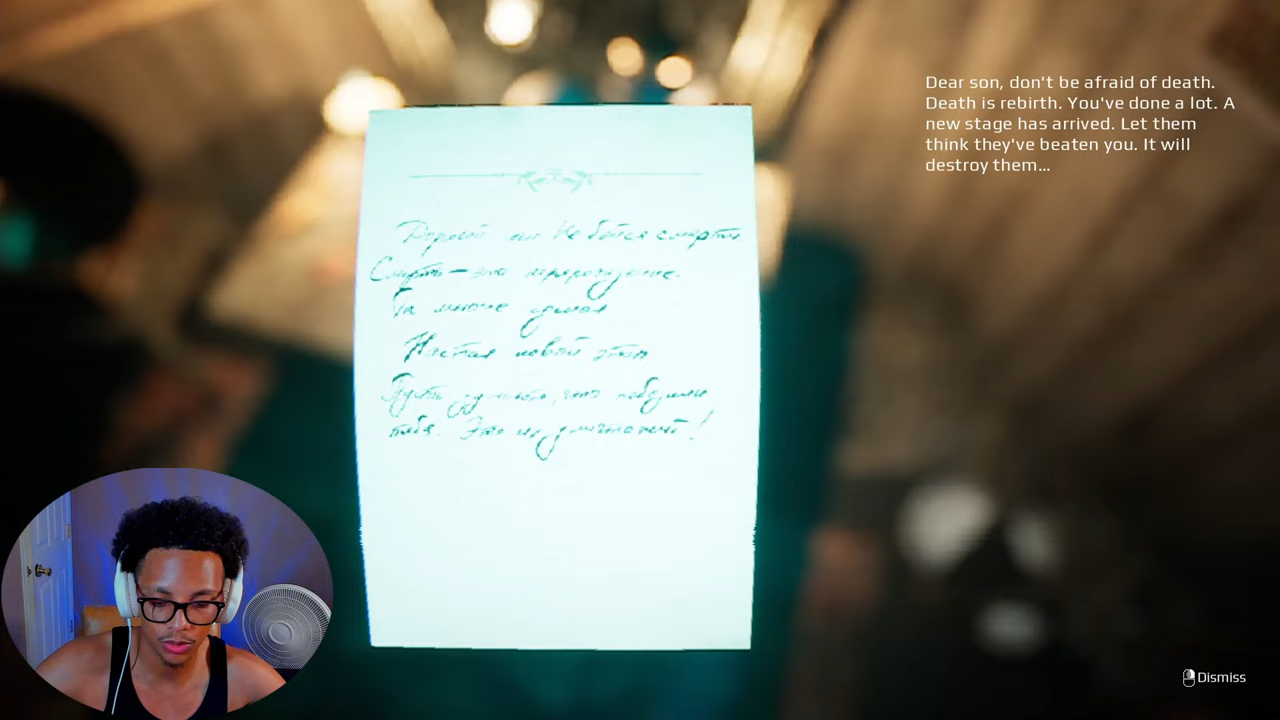 Dear son, don't be afraid of death.
Death is rebirth. You've done a lot. A
new stage has arrived. Let them
think they've beaten you. It will
destroy them...
Дорогой сын Не бойся смерти
Смерть – это перерождение.
Ты много сделал
Настал новый этап
Пусть думают, что победили
тебя. Это их уничтожит!
Dismiss